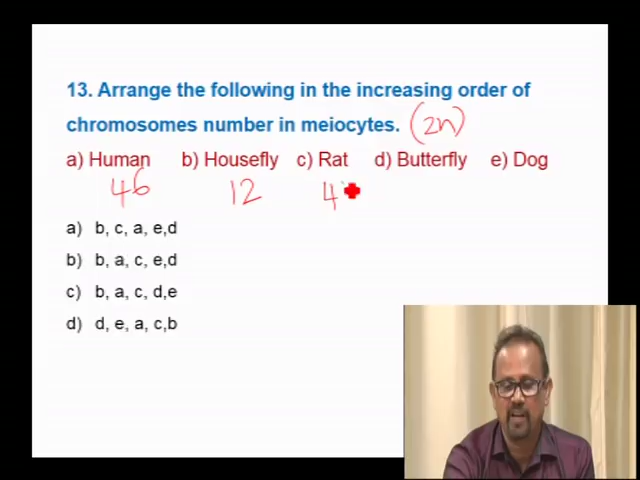 13. Arrange the following in the increasing order of
chromosomes number in meiocytes. (2n)
a) Human b) Housefly c) Rat d) Butterfly e) Dog
46 12 4
a) b, c, a, e,d
b) b, a, c, e,d
c) b, a, c, d,e
d) d, e, a, c,b